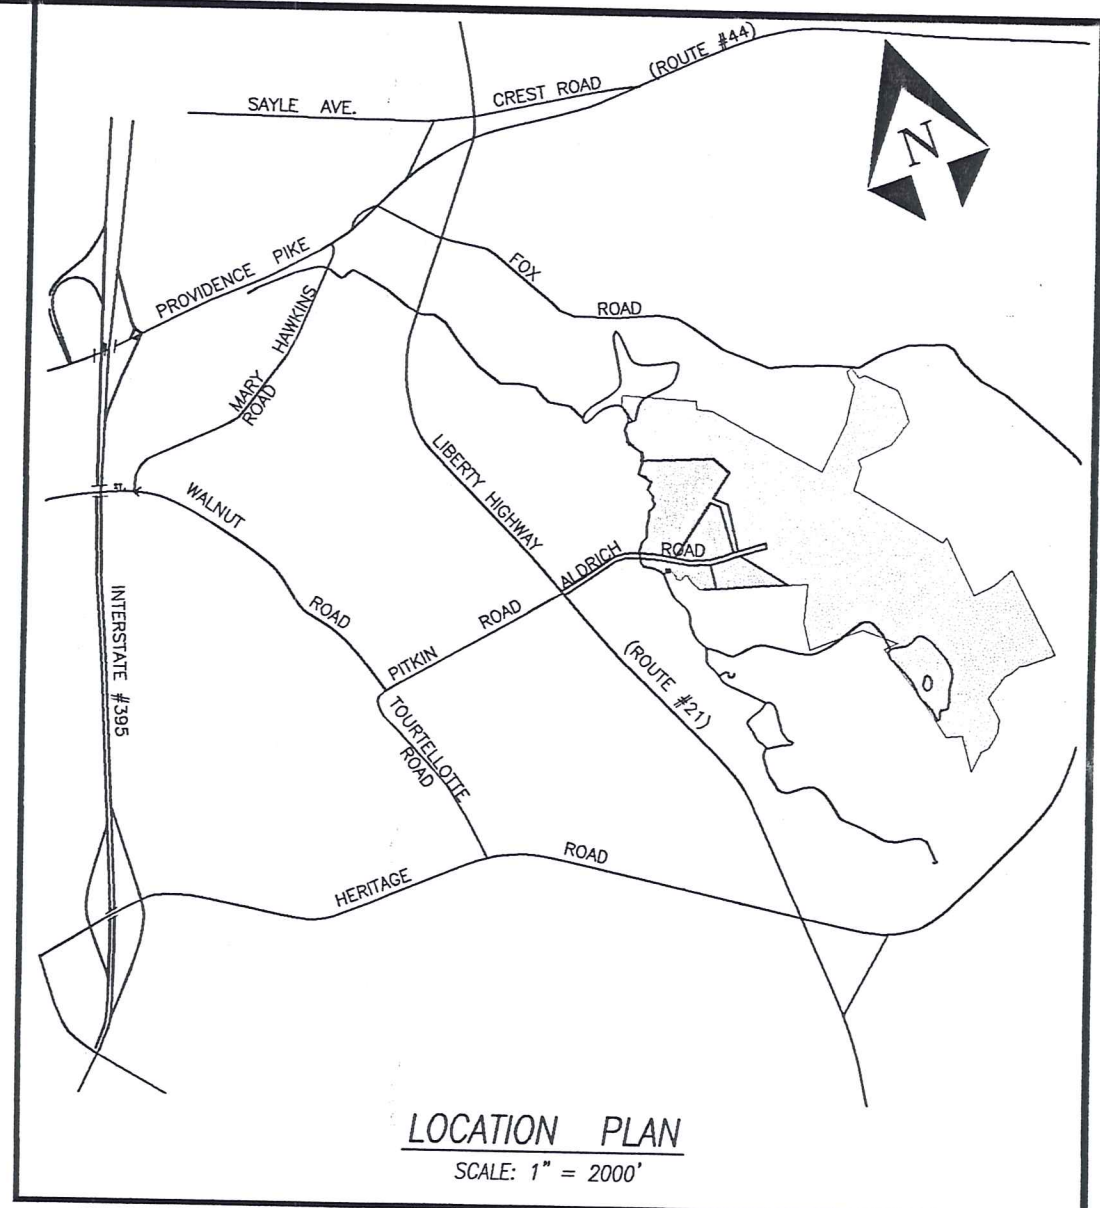 (ROUTE #44)
CREST ROAD
SAYLE AVE.
N
PROVIDENCE PIKE
FOX ROAD
MARY HAWKINS
ROAD
LIBERTY HIGHWAY
ST.
WALNUT ROAD
ALDRICH ROAD
INTERSTATE #395
PITKIN ROAD
(ROUTE #21)
TOURTELLOTTE
ROAD
HERITAGE ROAD
LOCATION PLAN
SCALE: 1" = 2000'